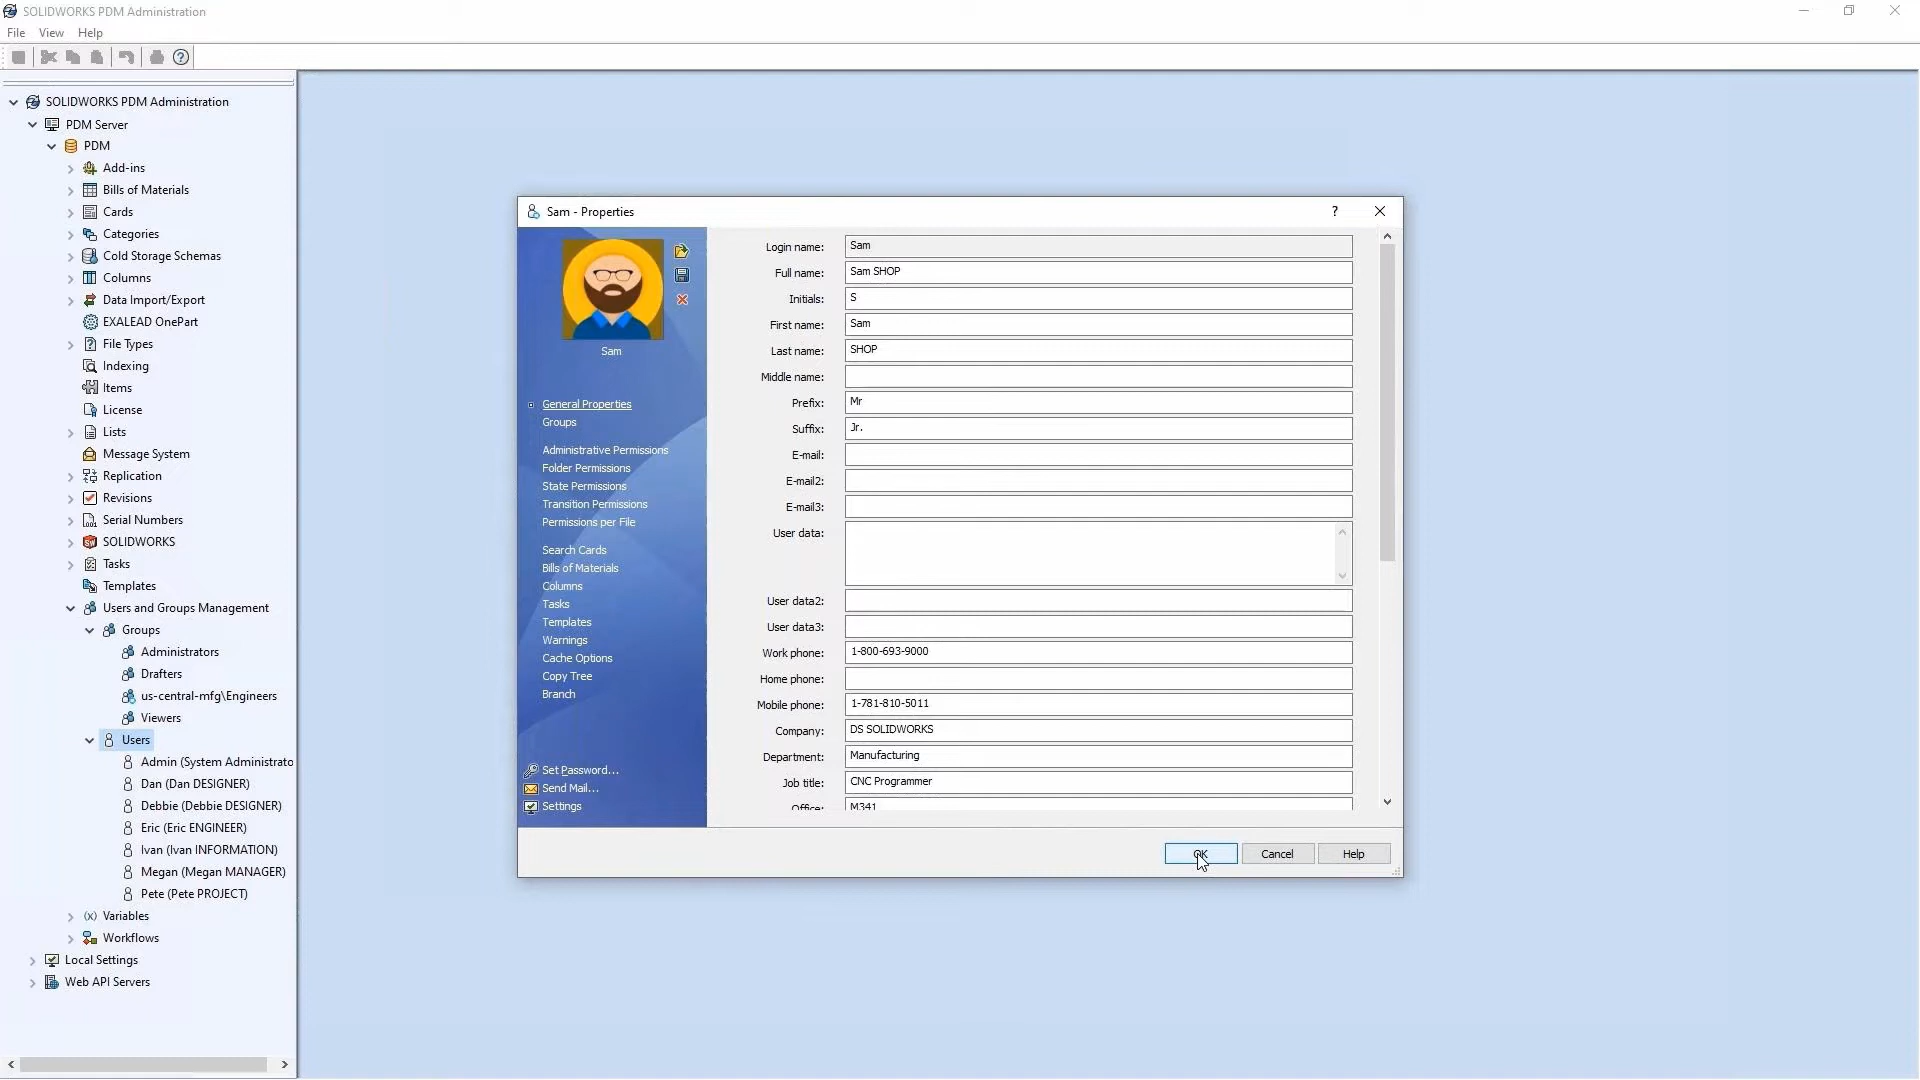 SOLIDWORKS PDM Administration
File View Help
SOLIDWORKS PDM Administration
PDM Server
PDM
Add-ins
Bills of Materials
Cards
Categories
Cold Storage Schemas
Columns
Data Import/Export
EXALEAD OnePart
File Types
Indexing
Items
License
Lists
Message System
Replication
Revisions
Serial Numbers
SOLIDWORKS
Tasks
Templates
Users and Groups Management
Groups
Administrators
Drafters
us-central-mfg\Engineers
Viewers
Users
Admin (System Administrato
Dan (Dan DESIGNER)
Debbie (Debbie DESIGNER)
Eric (Eric ENGINEER)
Ivan (Ivan INFORMATION)
Megan (Megan MANAGER)
Pete (Pete PROJECT)
Variables
Workflows
Local Settings
Web API Servers
Sam - Properties
Sam
General Properties
Groups
Administrative Permissions
Folder Permissions
State Permissions
Transition Permissions
Permissions per File
Search Cards
Bills of Materials
Columns
Tasks
Templates
Warnings
Cache Options
Copy Tree
Branch
Set Password...
Send Mail...
Settings
Login name: Sam
Full name: Sam SHOP
Initials: S
First name: Sam
Last name: SHOP
Middle name:
Prefix: Mr
Suffix: Jr.
E-mail:
E-mail2:
E-mail3:
User data:
User data2:
User data3:
Work phone: 1-800-693-9000
Home phone:
Mobile phone: 1-781-810-5011
Company: DS SOLIDWORKS
Department: Manufacturing
Job title: CNC Programmer
Office: M341
OK Cancel Help